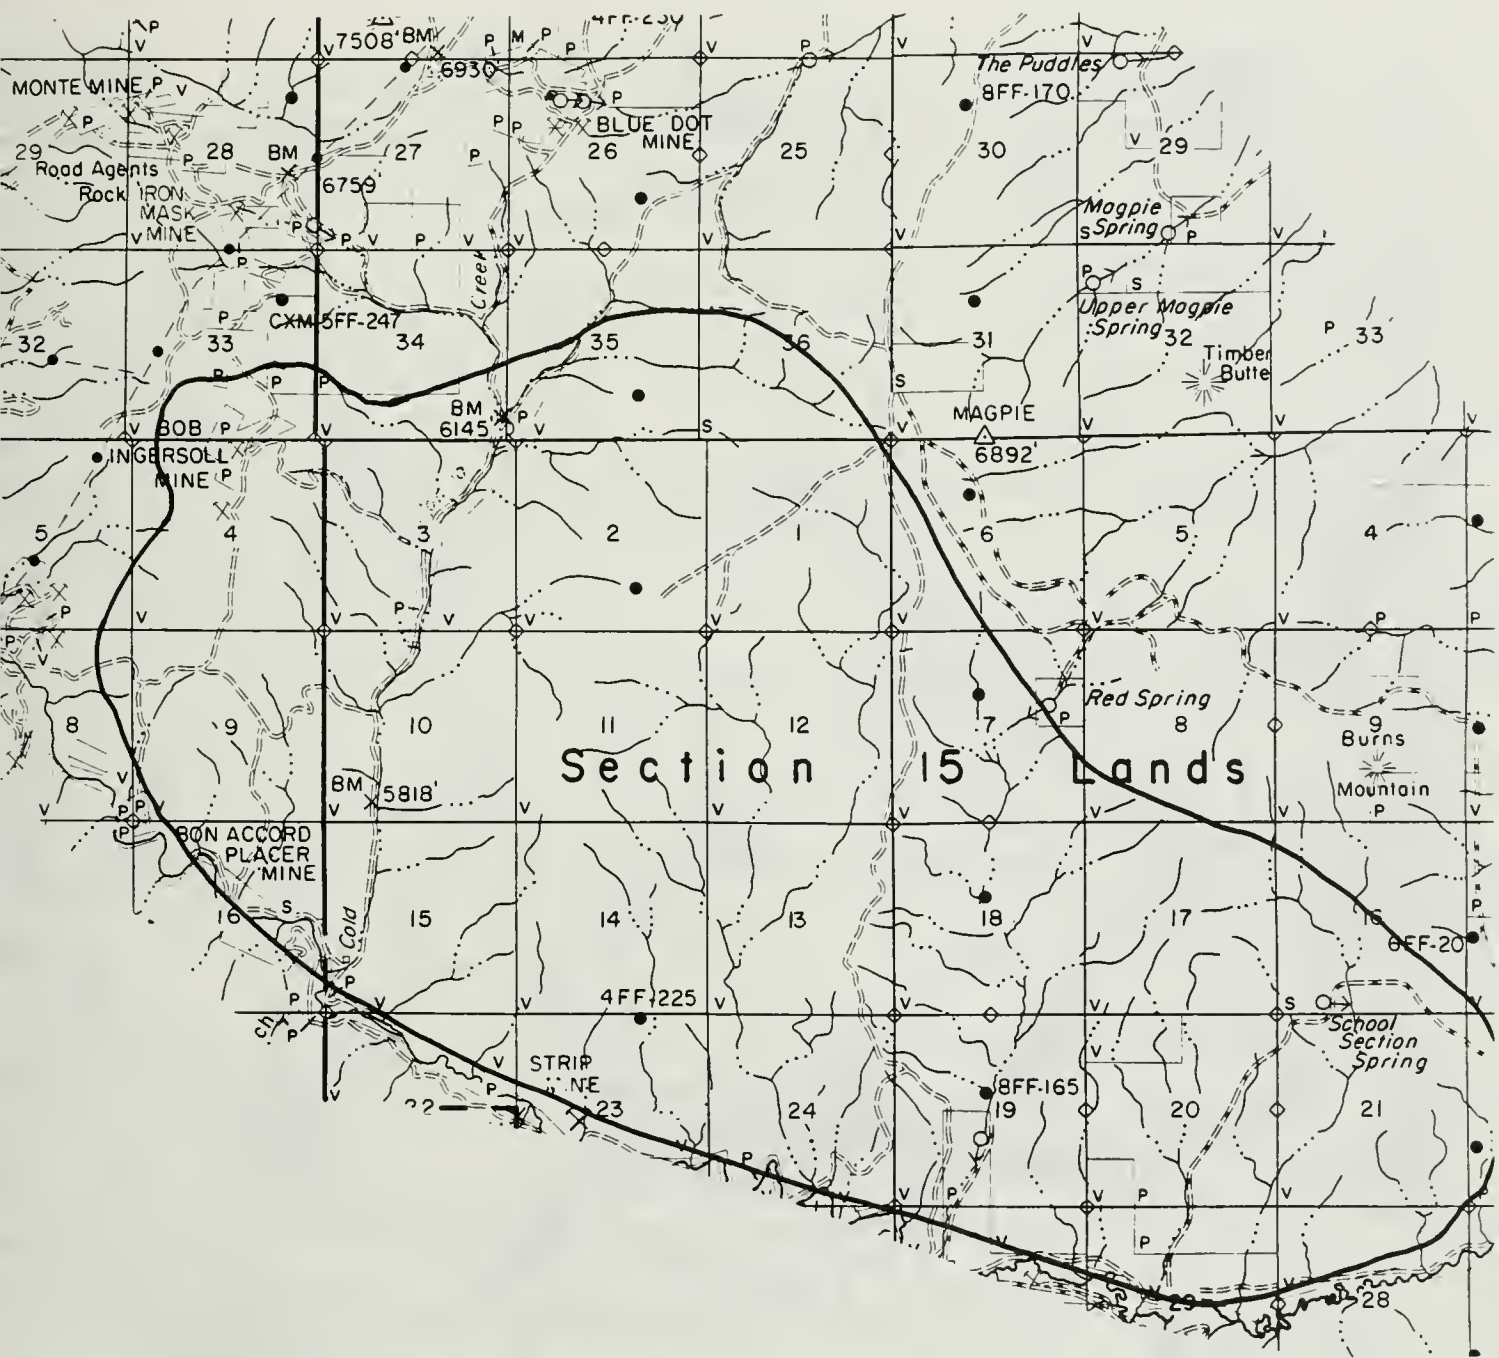 4FF-230
P
V
7508' BM
P
M
P
P
V
P
V
V
The Puddles
8FF-170
6930
MONTE MINE P V
P
P
BLUE DOT
MINE
P
P
V
29
28
BM
27
P
26
25
30
29
Road Agents
Rock
P
IRON
MASK
MINE
6759'
Magpie
Spring
S
P
V
P
P
V
P
V
V
V
V
V
P
Creek
P
S
Upper Magpie
Spring
CXM-5FF-247
P
32
33
34
35
36
31
32
P
33
Timber
Butte
P
P
P
S
BM
6145'
P
MAGPIE
6892'
V
BOB
INGERSOLL
MINE
P
P
V
V
S
V
V
V
V
5
4
3
2
1
6
5
4
P
P
P
V
V
V
V
V
V
V
V
P
P
Red Spring
P
8
9
10
11
12
7
8
9
Burns
Mountain
P
Section 15 Lands
V
BM 5818'
V
P
P
P
V
V
V
V
V
V
V
BON ACCORD
PLACER
MINE
16
S
Cold
15
14
13
18
17
16
P
6FF-20
P
P
V
V
4FF-225
V
V
V
S
V
School
Section
Spring
ch
P
V
STRIP
NE
V
P
V
8FF-165
22
23
24
19
20
21
V
P
V
V
P
V
P
V
P
V
P
V
V
V
29
28